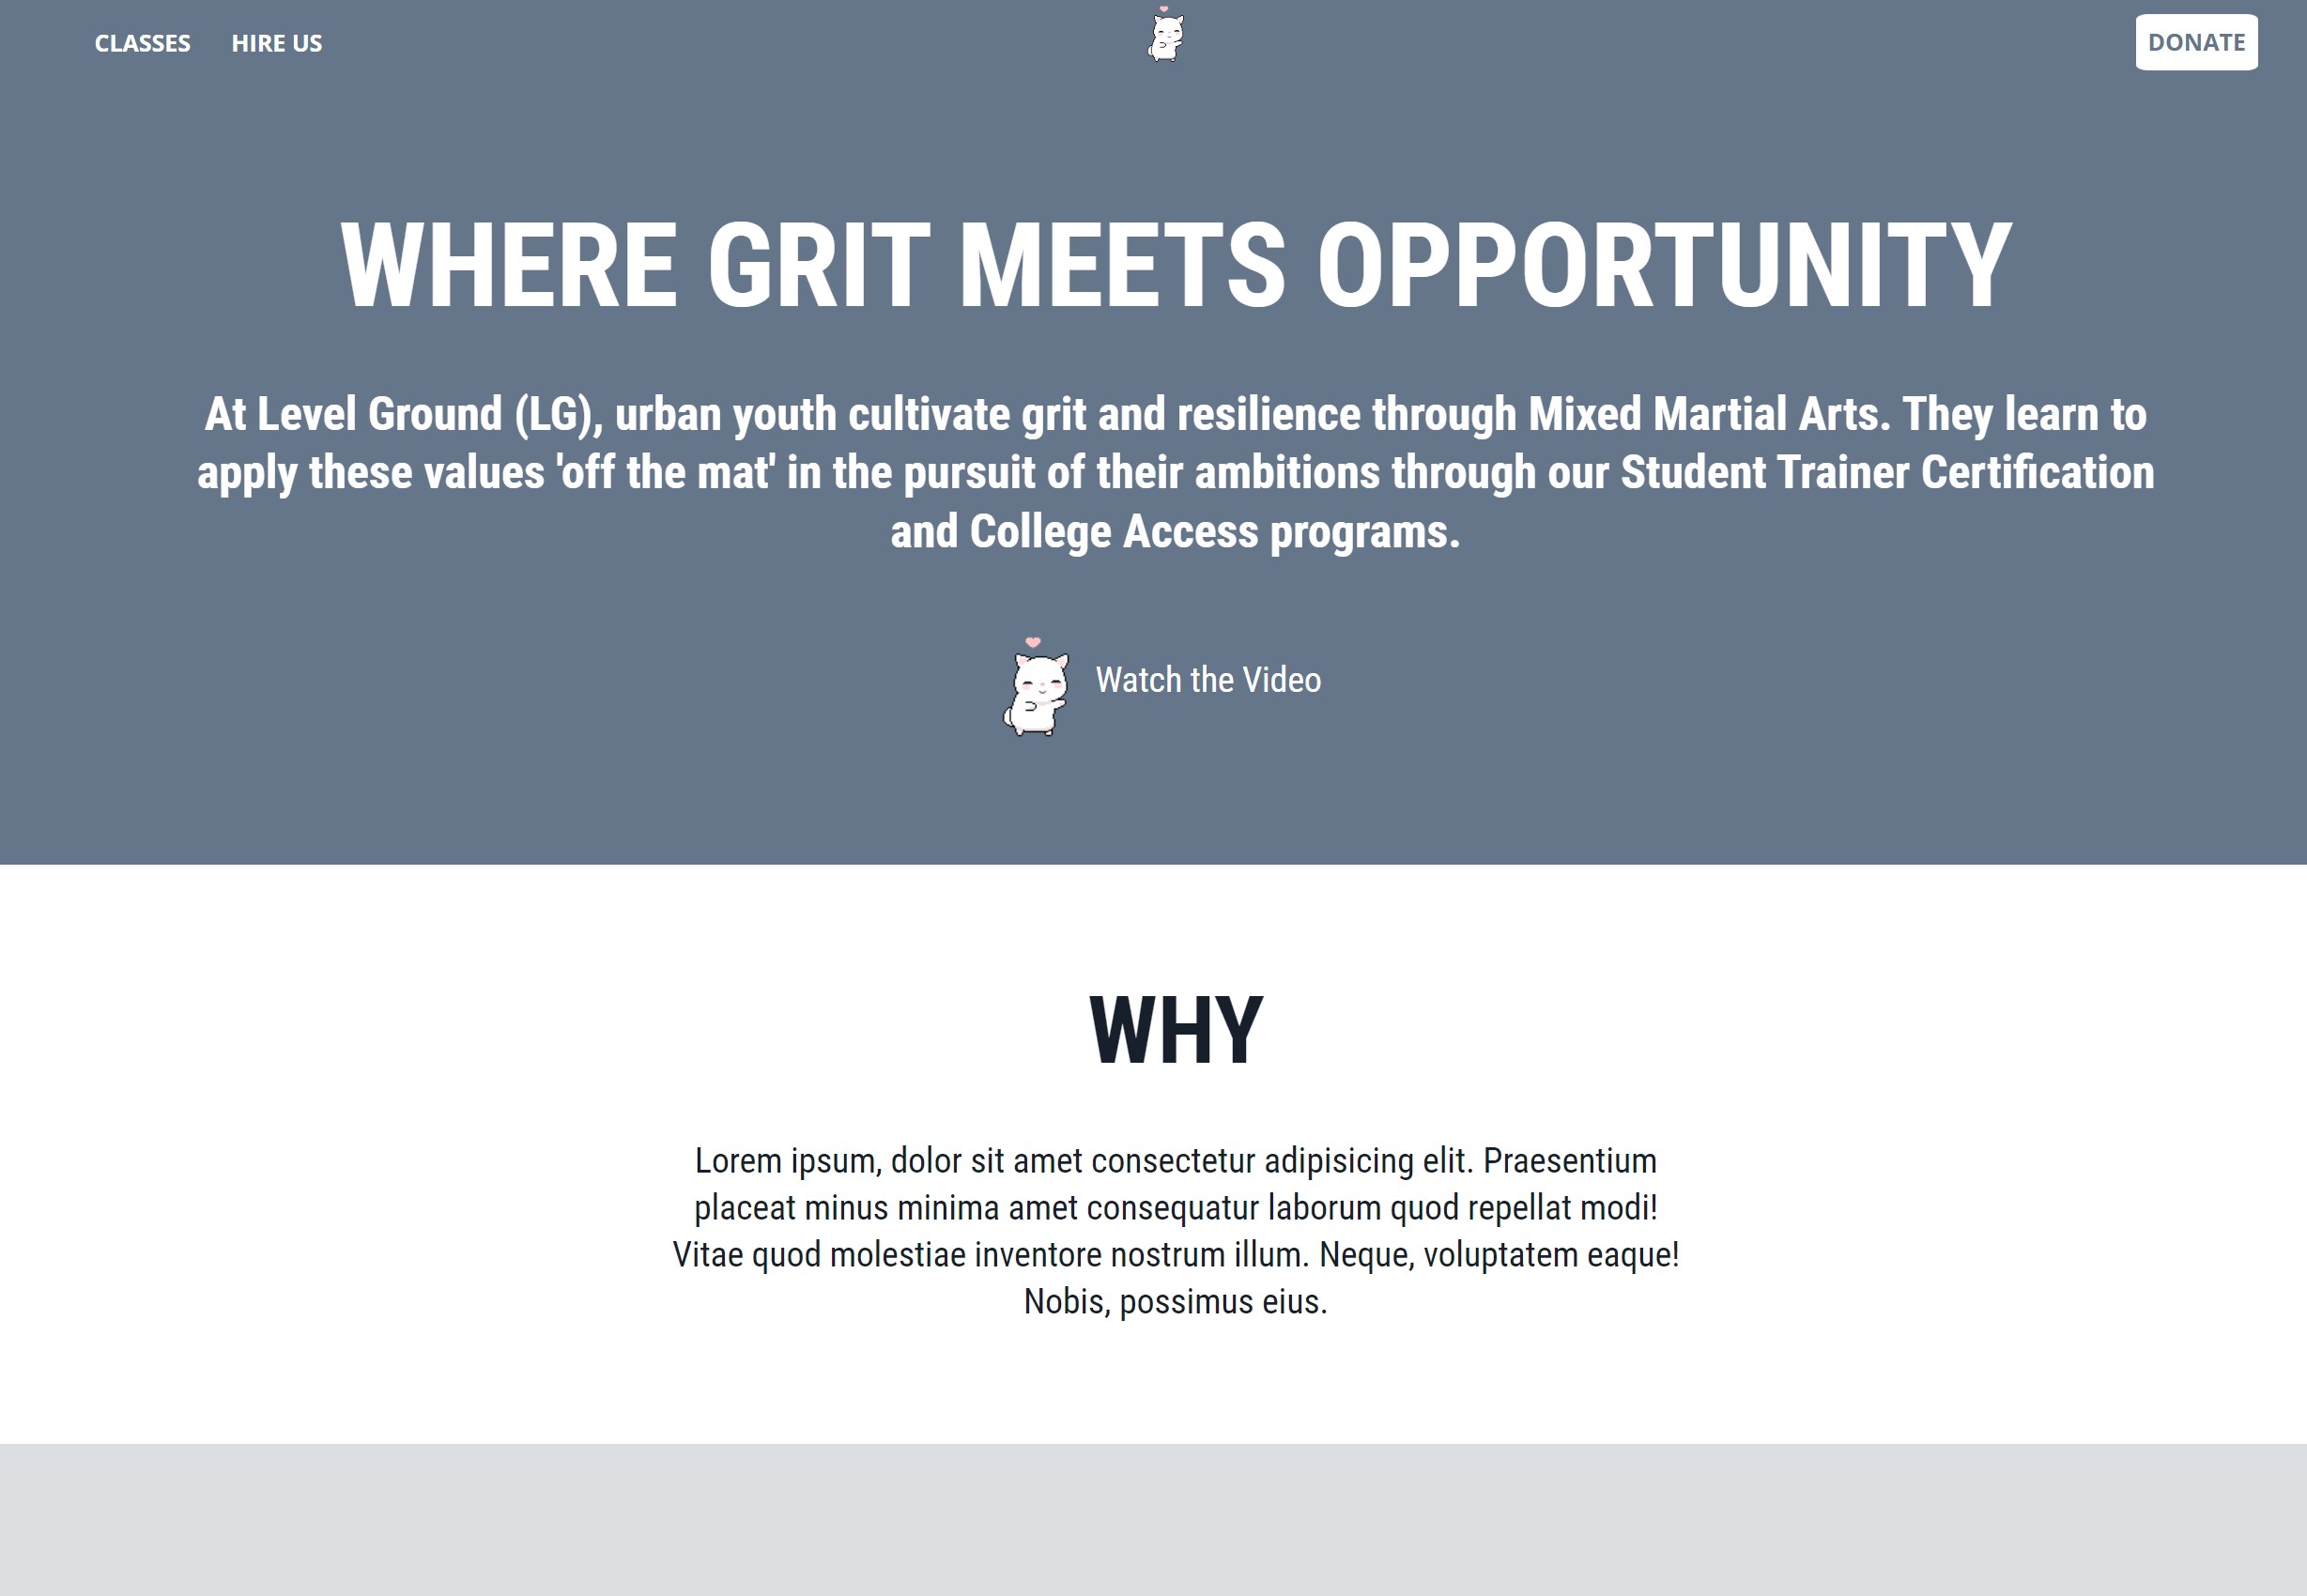 CLASSES HIRE US DONATE
WHERE GRIT MEETS OPPORTUNITY
At Level Ground (LG), urban youth cultivate grit and resilience through Mixed Martial Arts. They learn to
apply these values 'off the mat' in the pursuit of their ambitions through our Student Trainer Certification
and College Access programs.
Watch the Video
WHY
Lorem ipsum, dolor sit amet consectetur adipisicing elit. Praesentium
placeat minus minima amet consequatur laborum quod repellat modi!
Vitae quod molestiae inventore nostrum illum. Neque, voluptatem eaque!
Nobis, possimus eius.